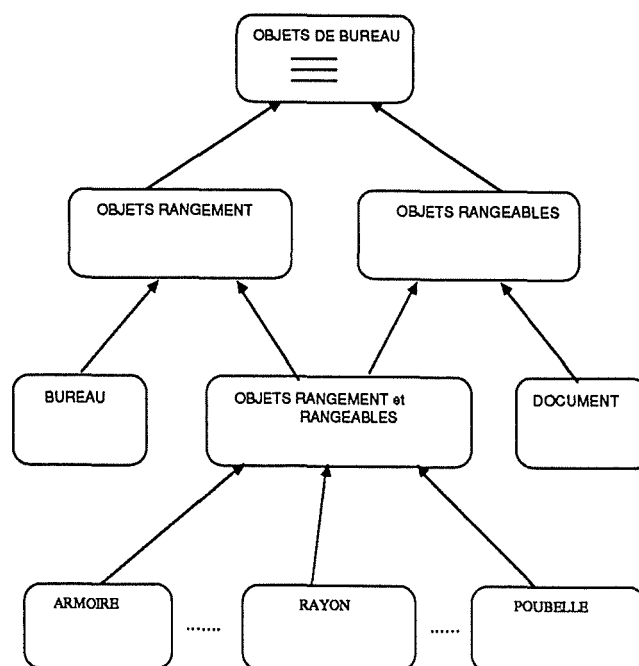 OBJETS DE BUREAU
OBJETS RANGEMENT
OBJETS RANGEABLES
BUREAU
OBJETS RANGEMENT et
RANGEABLES
DOCUMENT
ARMOIRE
.......
RAYON
......
POUBELLE